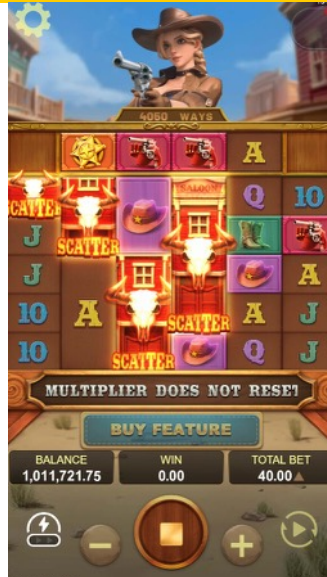 4050 WAYS
A
SALOON
Q 10
SCATTER
J
SCATTER
J
A
10 A SCATTER A J
10 SCATTER Q J
MULTIPLIER DOES NOT RESET
BUY FEATURE
BALANCE WIN TOTAL BET
1,011,721.75 0.00 40.00